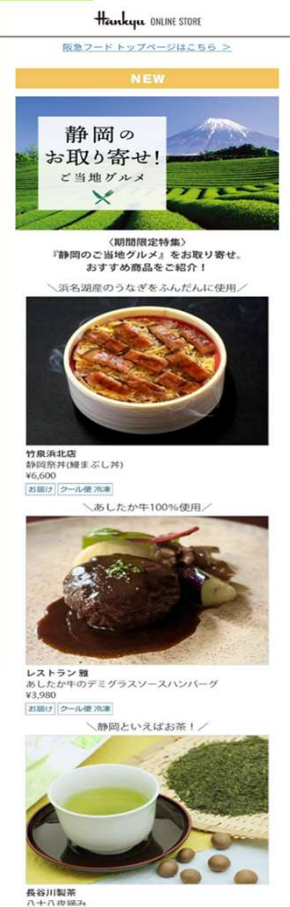 Hankyu ONLINE STORE
阪急フード トップページはこちら ＞
NEW
静岡の
お取り寄せ!
ご当地グルメ
〈期間限定特集〉
『静岡のご当地グルメ』をお取り寄せ。
おすすめ商品をご紹介！
＼浜名湖産のうなぎをふんだんに使用／
竹泉浜北店
静岡祭丼(鰻まぶし丼)
¥6,600
お届け クール便 冷凍
＼あしたか牛100%使用／
レストラン 雅
あしたか牛のデミグラスソースハンバーグ
¥3,980
お届け クール便 冷凍
＼静岡といえばお茶！／
長谷川製茶
八十八夜摘み